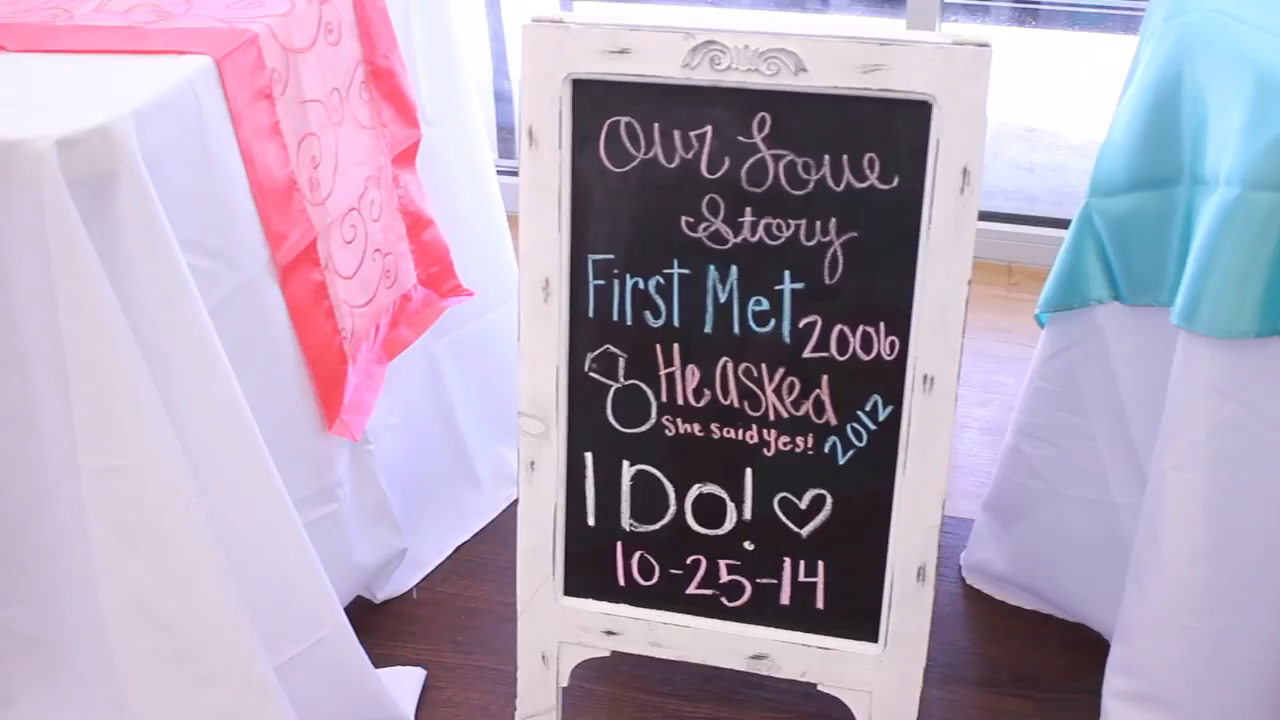 Our Love
Story
First Met
2006
He asked
She said yes!
2012
I Do!
10-25-14